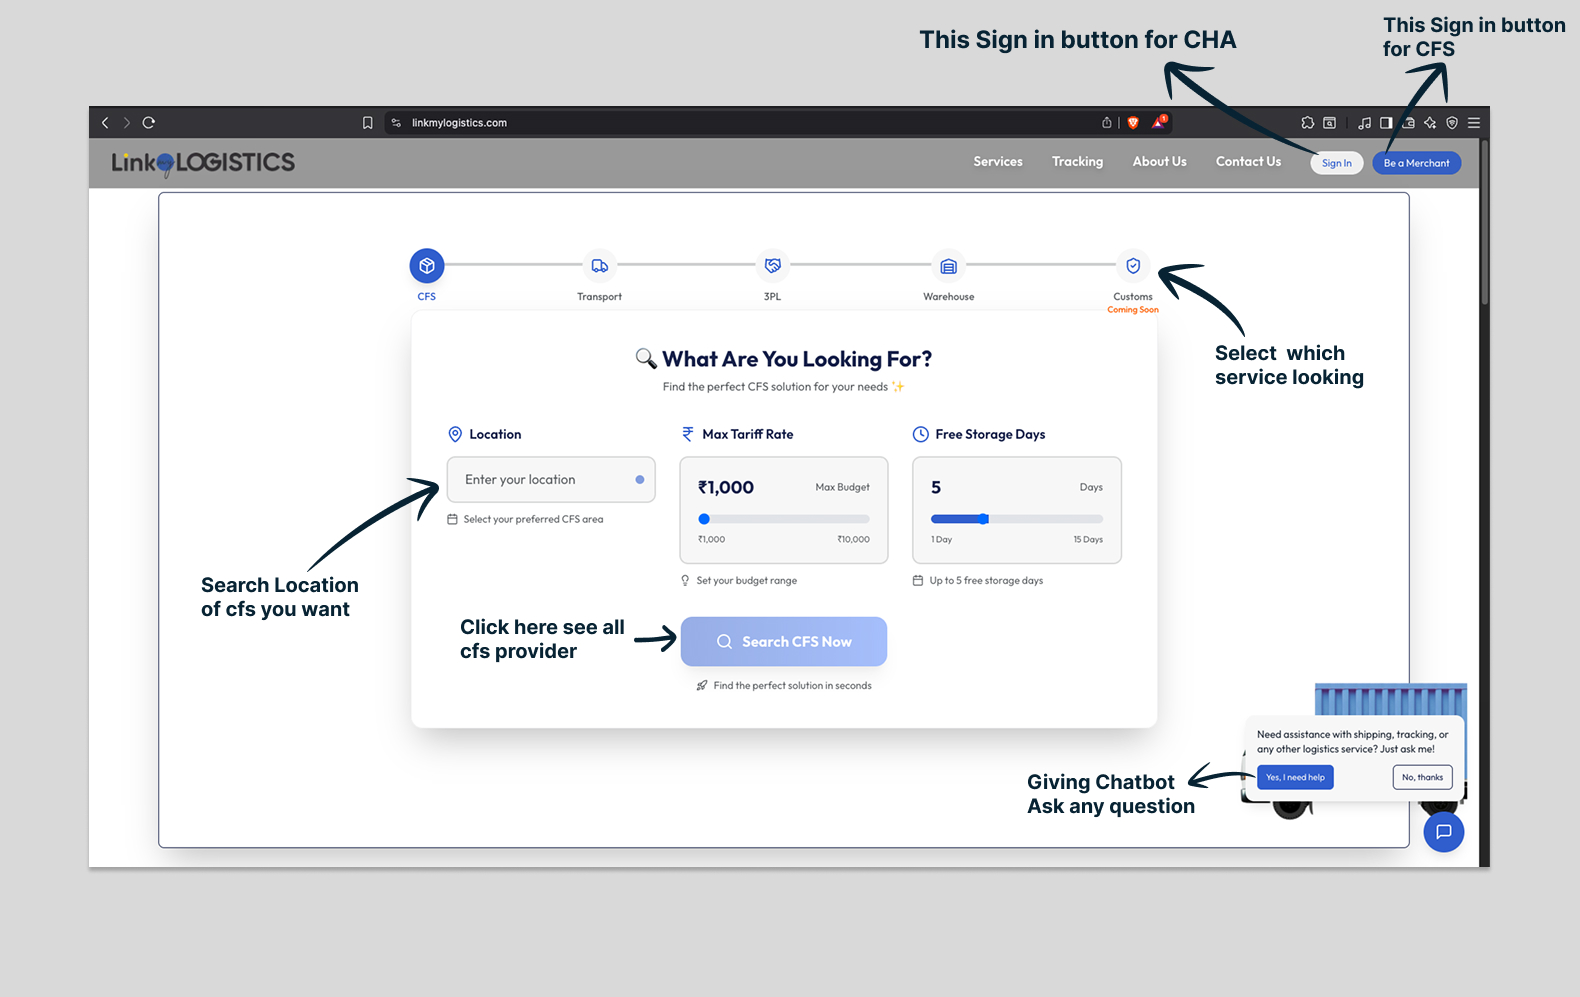 This Sign in button for CHA
This Sign in button
for CFS
linkmylogistics.com
1
Link LOGISTICS
Services
Tracking
About Us
Contact Us
Sign In
Be a Merchant
CFS
Transport
3PL
Warehouse
Customs
Coming Soon
Select which
service looking
What Are You Looking For?
Find the perfect CFS solution for your needs
Location
Max Tariff Rate
Free Storage Days
Enter your location
₹1,000
Max Budget
5
Days
Select your preferred CFS area
₹1,000
₹10,000
1 Day
15 Days
Set your budget range
Up to 5 free storage days
Search Location
of cfs you want
Click here see all
cfs provider
Search CFS Now
Find the perfect solution in seconds
Need assistance with shipping, tracking, or
any other logistics service? Just ask me!
Yes, I need help
No, thanks
Giving Chatbot
Ask any question